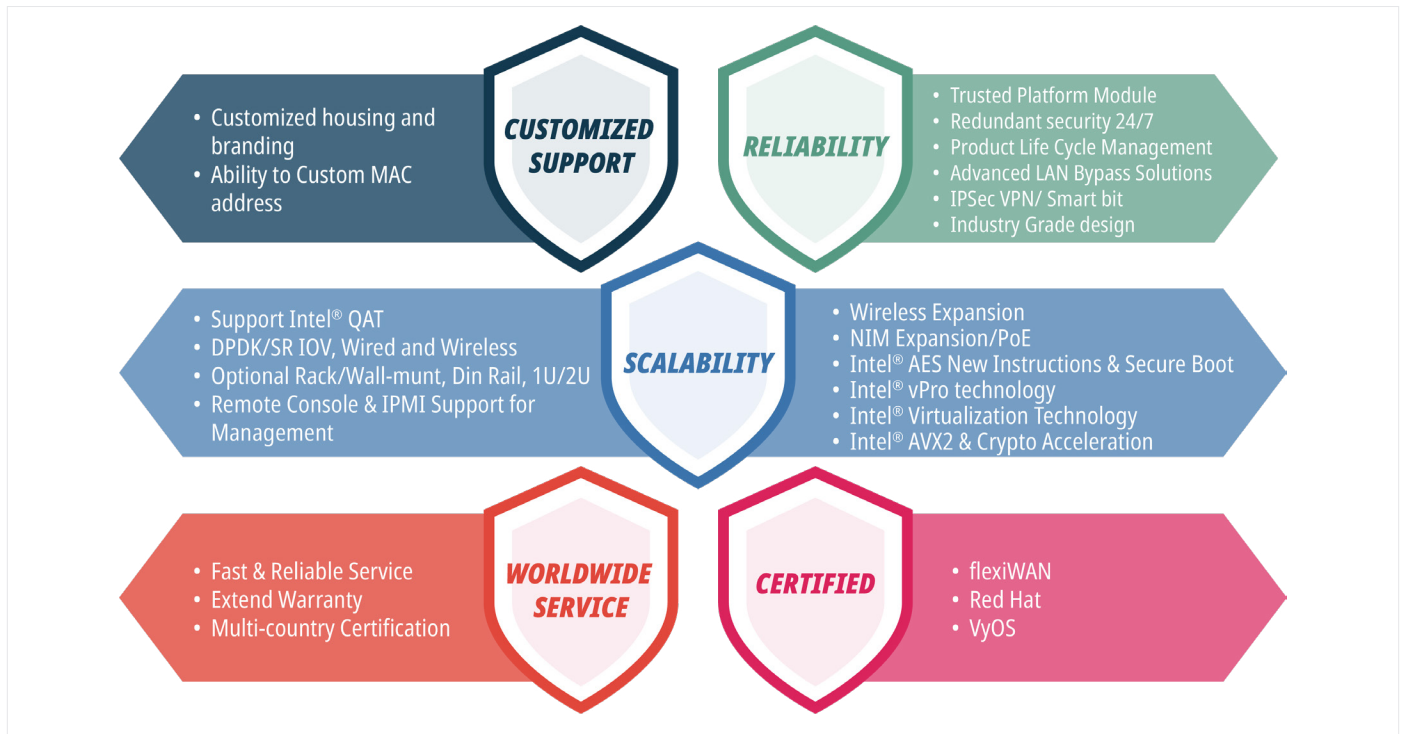 CUSTOMIZED
SUPPORT
• Customized housing and
branding
• Ability to Custom MAC
address
RELIABILITY
• Trusted Platform Module
• Redundant security 24/7
• Product Life Cycle Management
• Advanced LAN Bypass Solutions
• IPSec VPN/ Smart bit
• Industry Grade design
SCALABILITY
• Support Intel® QAT
• DPDK/SR IOV, Wired and Wireless
• Optional Rack/Wall-munt, Din Rail, 1U/2U
• Remote Console & IPMI Support for
Management
• Wireless Expansion
• NIM Expansion/PoE
• Intel® AES New Instructions & Secure Boot
• Intel® vPro technology
• Intel® Virtualization Technology
• Intel® AVX2 & Crypto Acceleration
WORLDWIDE
SERVICE
• Fast & Reliable Service
• Extend Warranty
• Multi-country Certification
CERTIFIED
• flexiWAN
• Red Hat
• VyOS